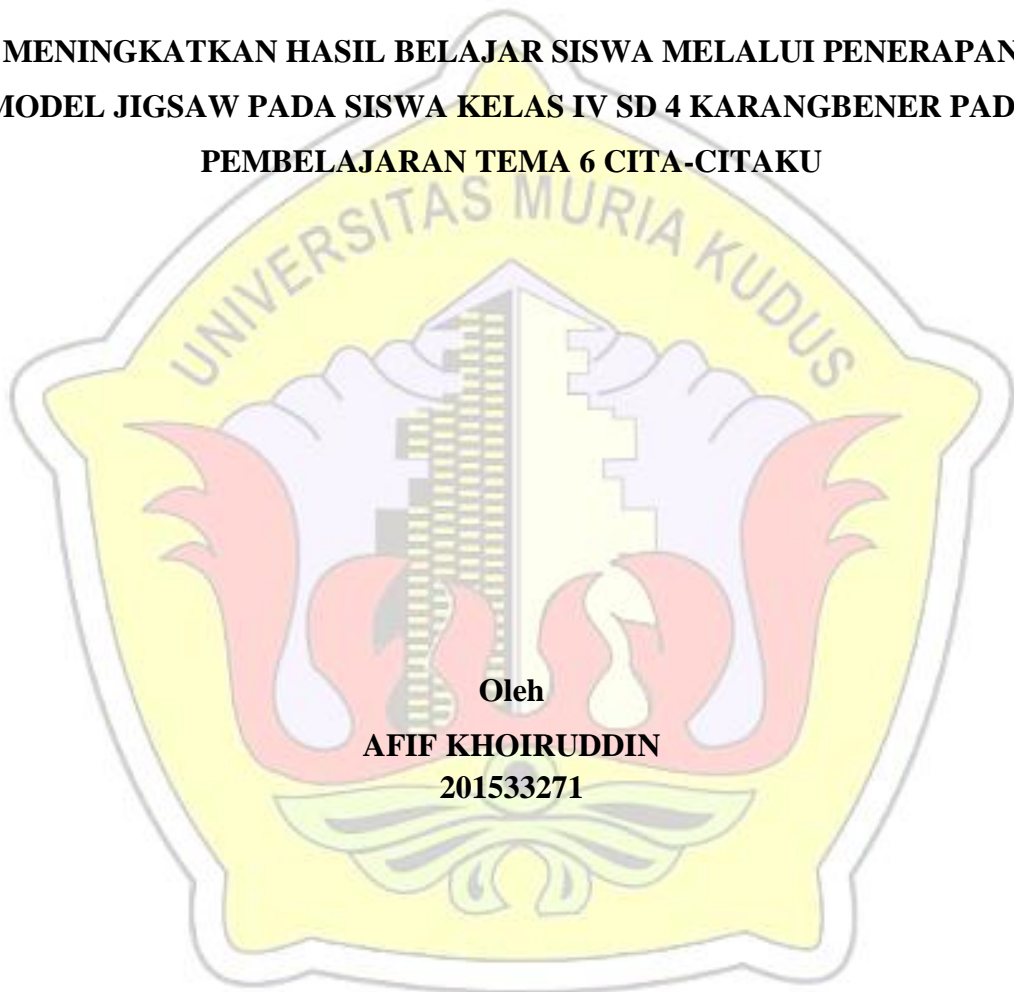 MENINGKATKAN HASIL BELAJAR SISWA MELALUI PENERAPAN
MODEL JIGSAW PADA SISWA KELAS IV SD 4 KARANGBENER PAD
PEMBELAJARAN TEMA 6 CITA-CITAKU
UNIVERSITAS MURIA KUDUS
Oleh
AFIF KHOIRUDDIN
201533271